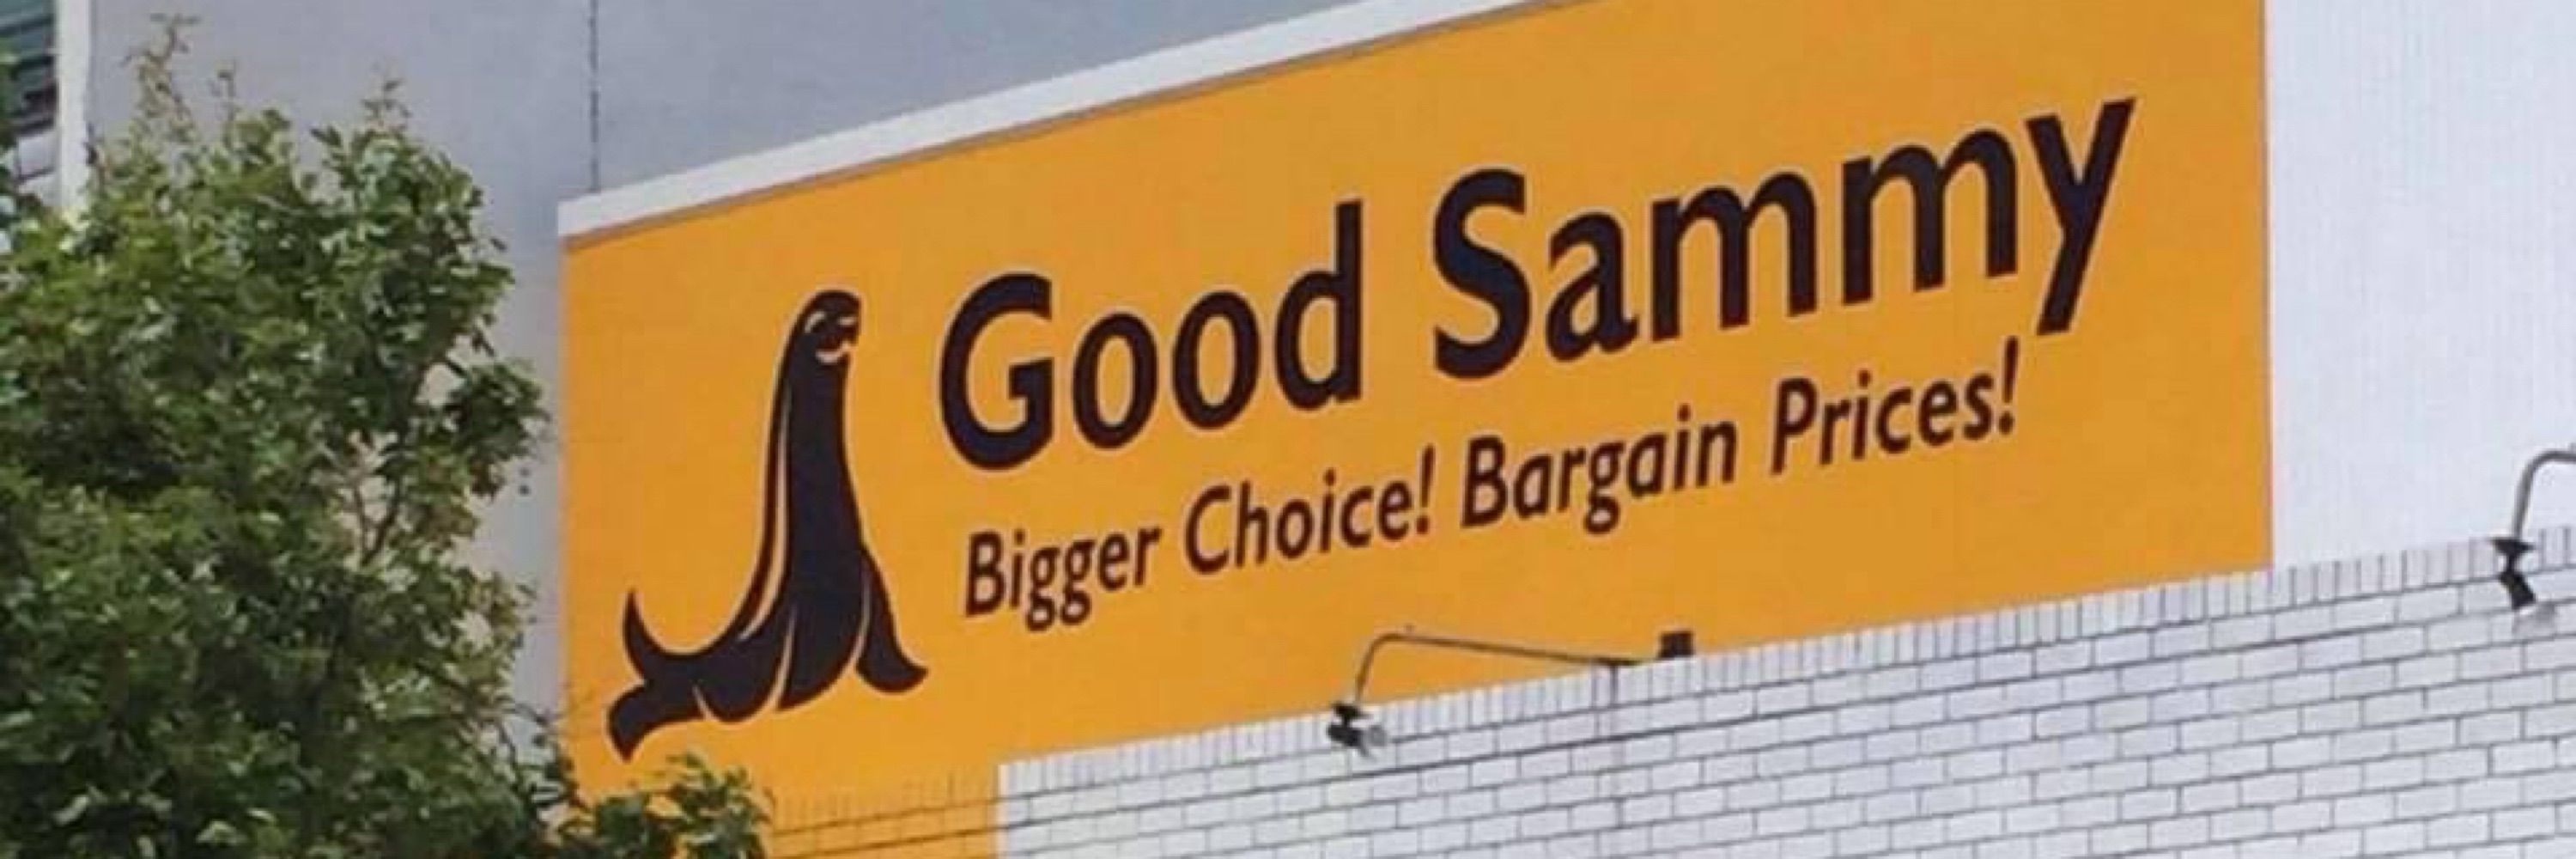 Good Sammy
Bigger Choice! Bargain Prices!